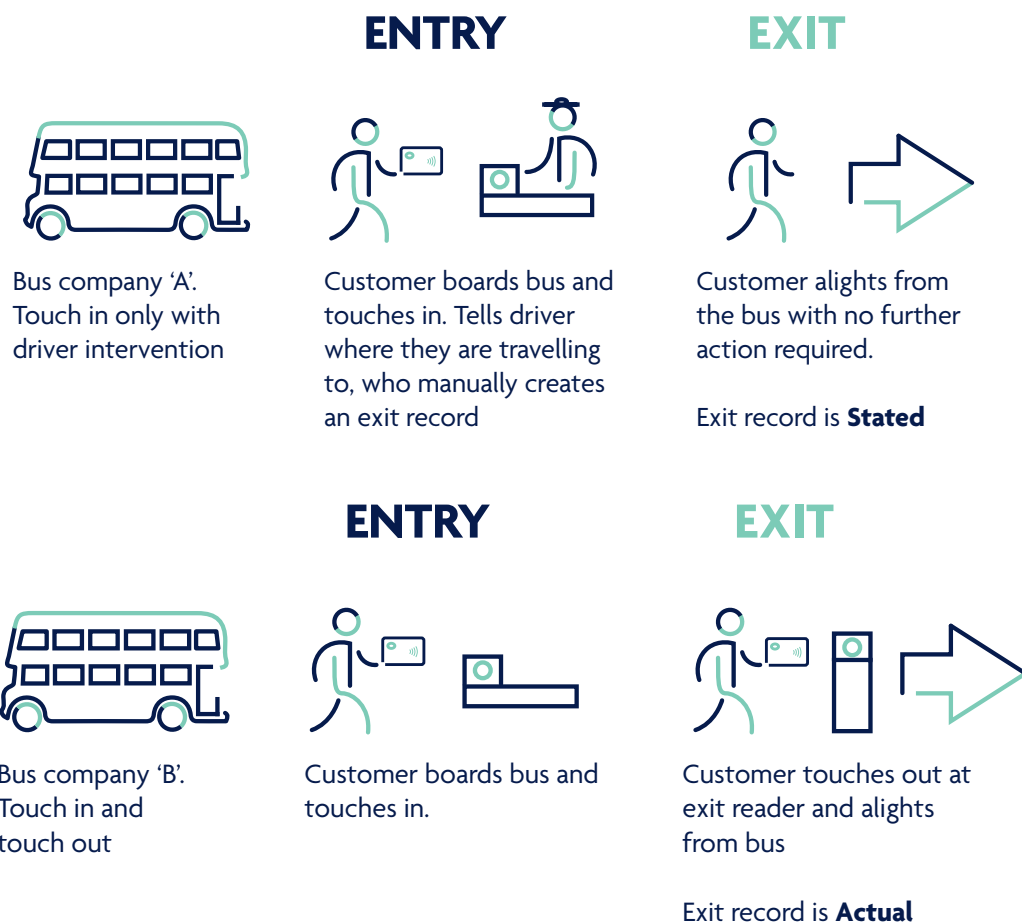 ENTRY
EXIT
Bus company ‘A’.
Touch in only with
driver intervention
Customer boards bus and
touches in. Tells driver
where they are travelling
to, who manually creates
an exit record
Customer alights from
the bus with no further
action required.
Exit record is Stated
ENTRY
EXIT
Bus company ‘B’.
Touch in and
touch out
Customer boards bus and
touches in.
Customer touches out at
exit reader and alights
from bus
Exit record is Actual